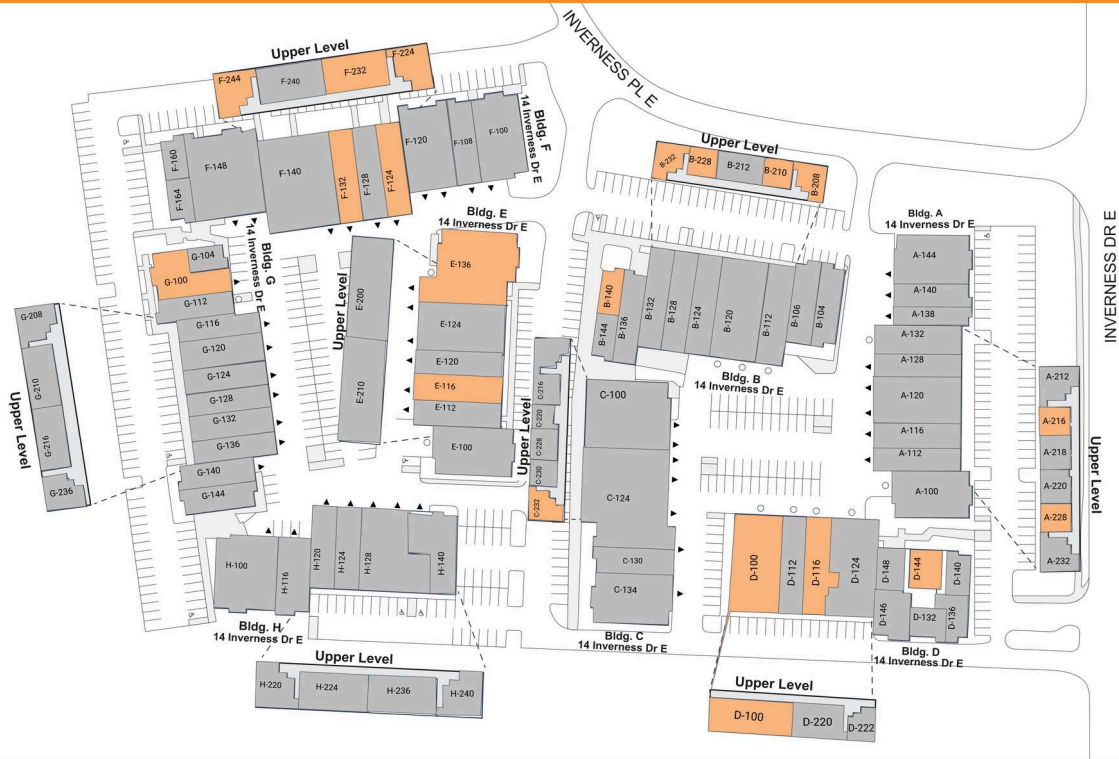 INVERNESS PL E
INVERNESS DR E
Upper Level
F-244
F-240
F-232
F-224
F-160
F-164
F-148
F-140
F-132
F-128
F-124
F-120
F-108
F-100
Bldg. F
14 Inverness Dr E
Upper Level
B-232
B-228
B-212
B-210
B-208
Bldg. A
14 Inverness Dr E
A-144
A-140
A-138
A-132
A-128
A-120
A-116
A-112
A-100
Upper Level
A-212
A-216
A-218
A-220
A-228
A-232
Bldg. E
14 Inverness Dr E
E-136
E-124
E-120
E-116
E-112
E-100
Upper Level
E-200
E-210
Bldg. G
14 Inverness Dr E
G-104
G-100
G-112
G-116
G-120
G-124
G-128
G-132
G-136
G-140
G-144
Upper Level
G-208
G-210
G-216
G-236
B-140
B-144
B-136
B-132
B-128
B-124
B-120
B-112
B-106
B-104
Bldg. B
14 Inverness Dr E
Upper Level
C-216
C-220
C-228
C-230
C-232
C-100
C-124
C-130
C-134
Bldg. C
14 Inverness Dr E
H-100
H-116
H-120
H-124
H-128
H-140
Bldg. H
14 Inverness Dr E
Upper Level
H-220
H-224
H-236
H-240
D-100
D-112
D-116
D-124
D-148
D-144
D-140
D-146
D-132
D-136
Bldg. D
14 Inverness Dr E
Upper Level
D-100
D-220
D-222